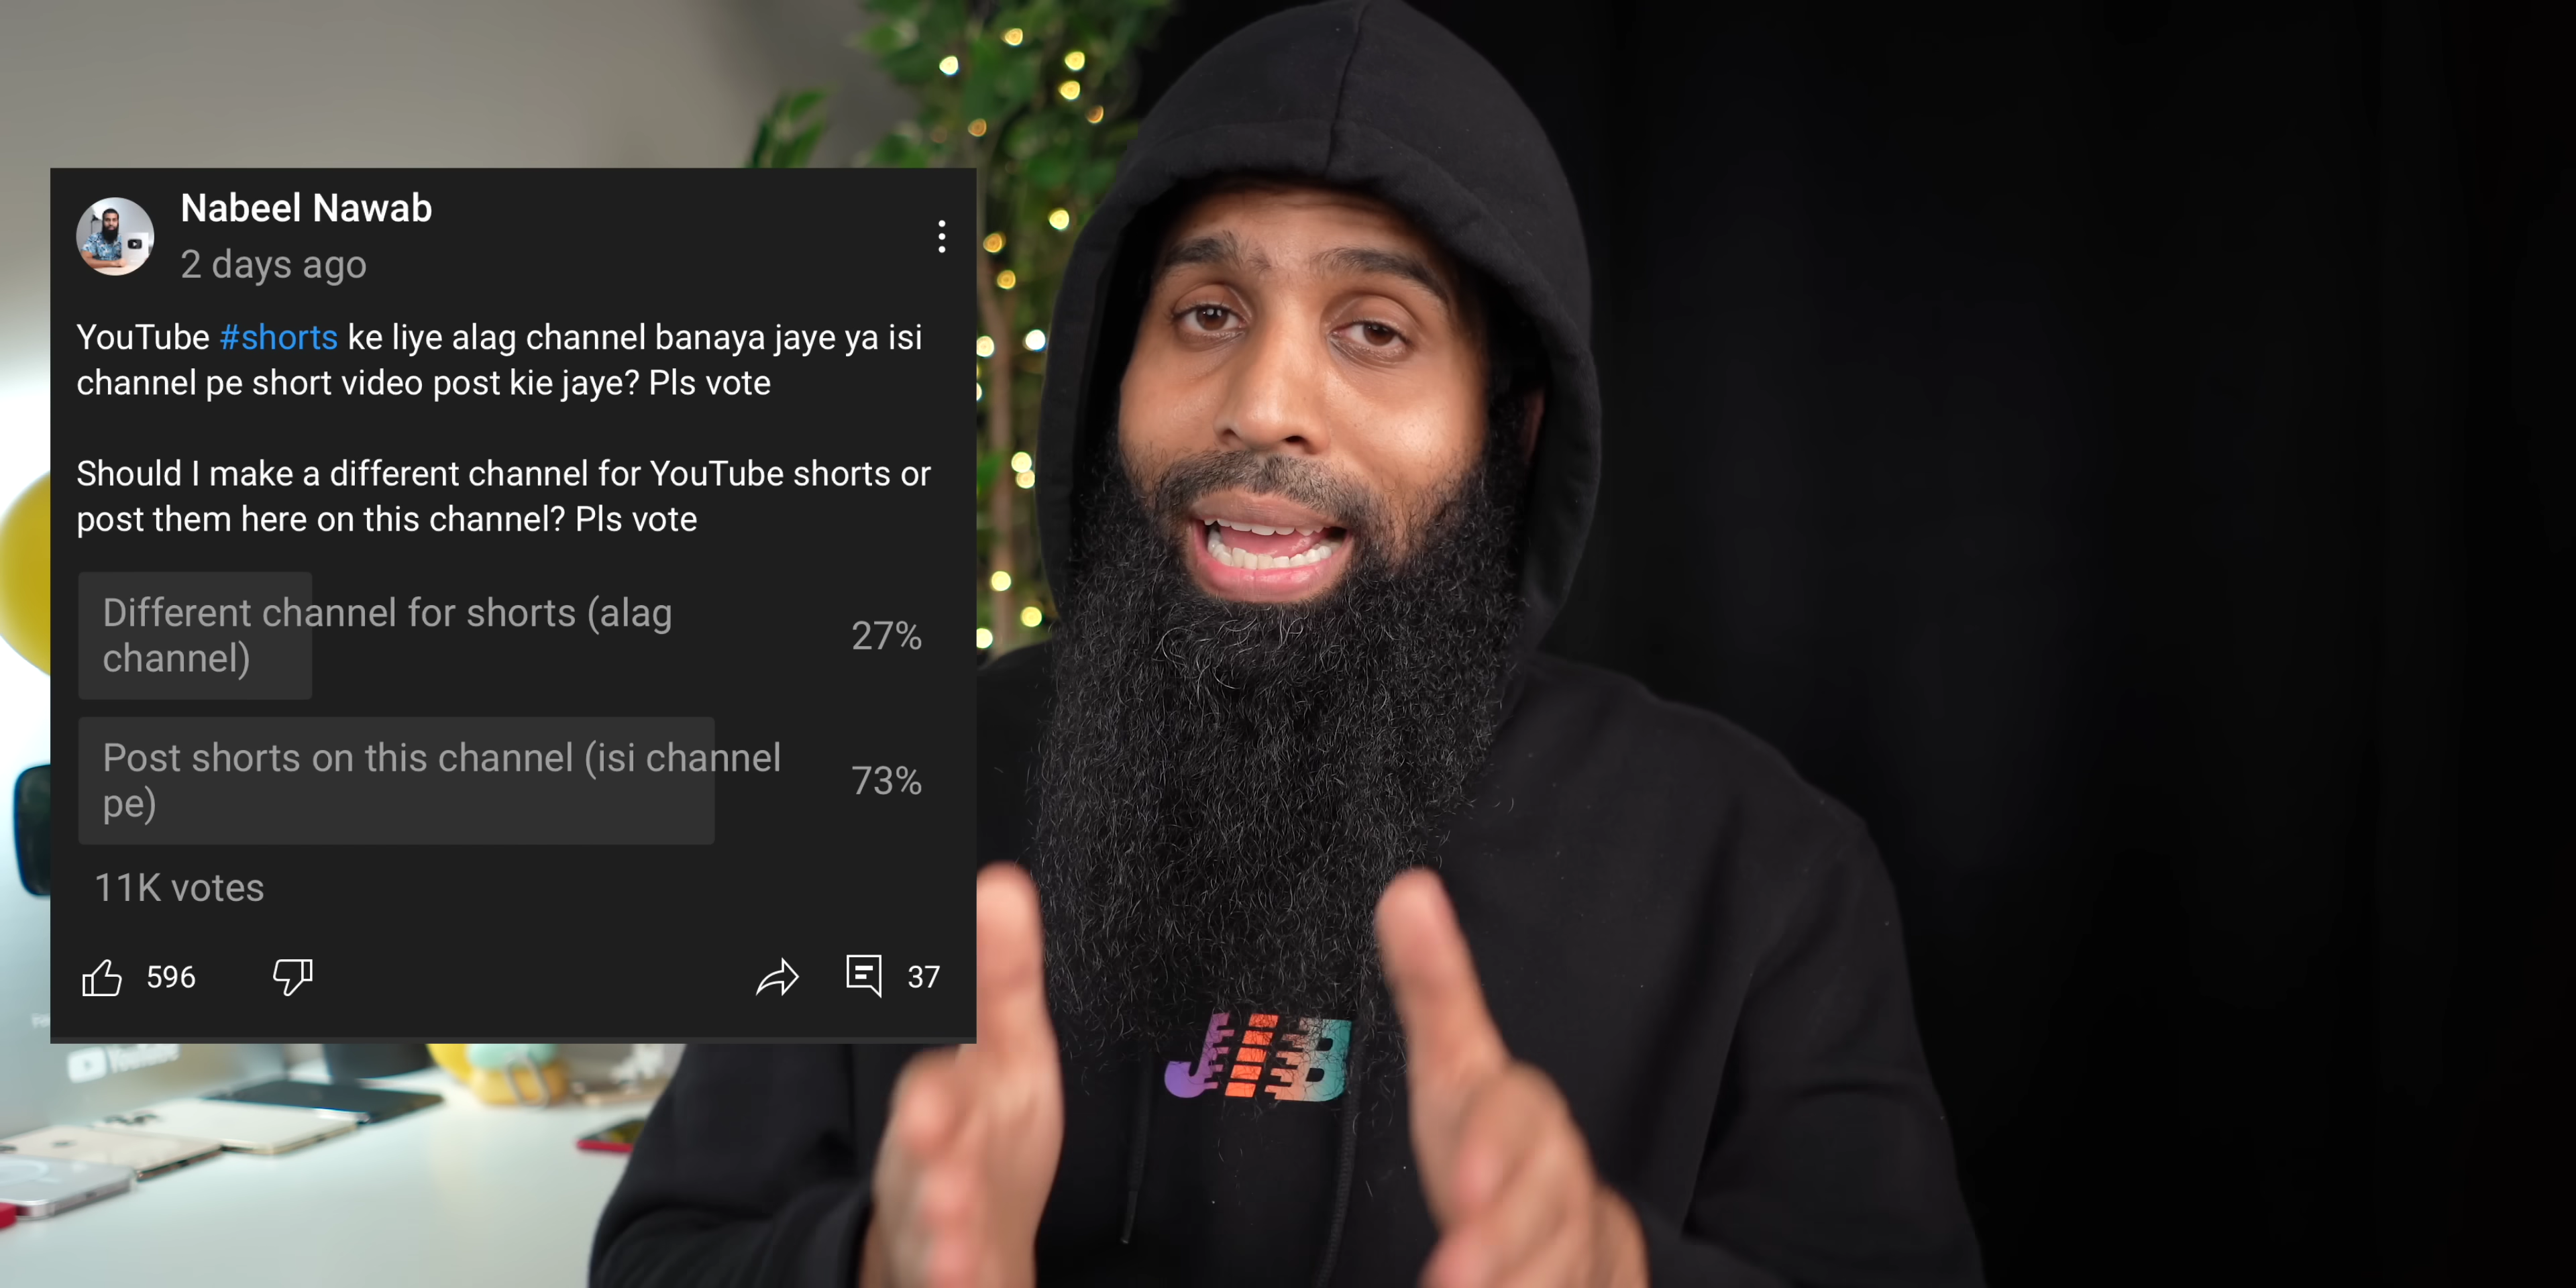 Nabeel Nawab
2 days ago
YouTube #shorts ke liye alag channel banaya jaye ya isi
channel pe short video post kie jaye? Pls vote
Should I make a different channel for YouTube shorts or
post them here on this channel? Pls vote
Different channel for shorts (alag
channel)
27%
Post shorts on this channel (isi channel
pe)
73%
11K votes
596
37
YouTube